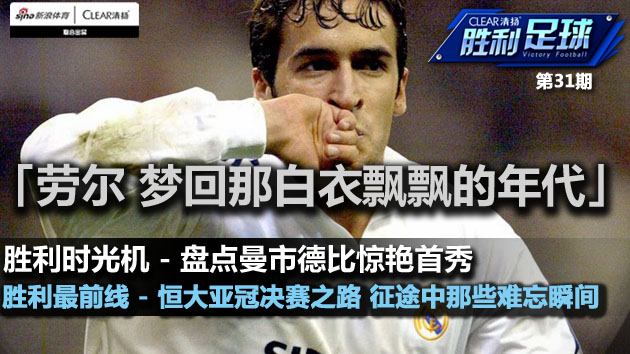 sina 新浪体育 CLEAR清扬
联合出品
CLEAR清扬
胜利足球
Victory Football
第31期
「劳尔 梦回那白衣飘飘的年代」
胜利时光机 - 盘点曼市德比惊艳首秀
胜利最前线 - 恒大亚冠决赛之路 征途中那些难忘瞬间